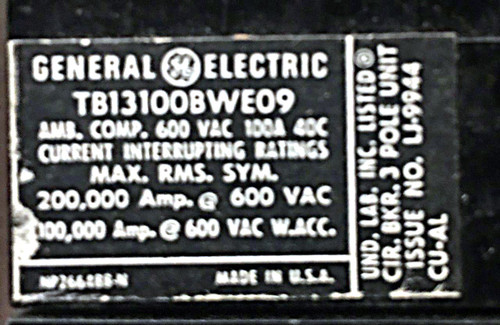 GENERAL GE ELECTRIC
TB13100BWE09
AMB. COMP. 600 VAC 100A 40C
CURRENT INTERRUPTING RATINGS
MAX. RMS. SYM.
200,000 Amp. @ 600 VAC
100,000 Amp. @ 600 VAC W.ACC.
MADE IN U.S.A.
UND. LAB. INC. LISTED®
CIR. BKR. 3 POLE UNIT
ISSUE NO. LJ-9944
CU-AL